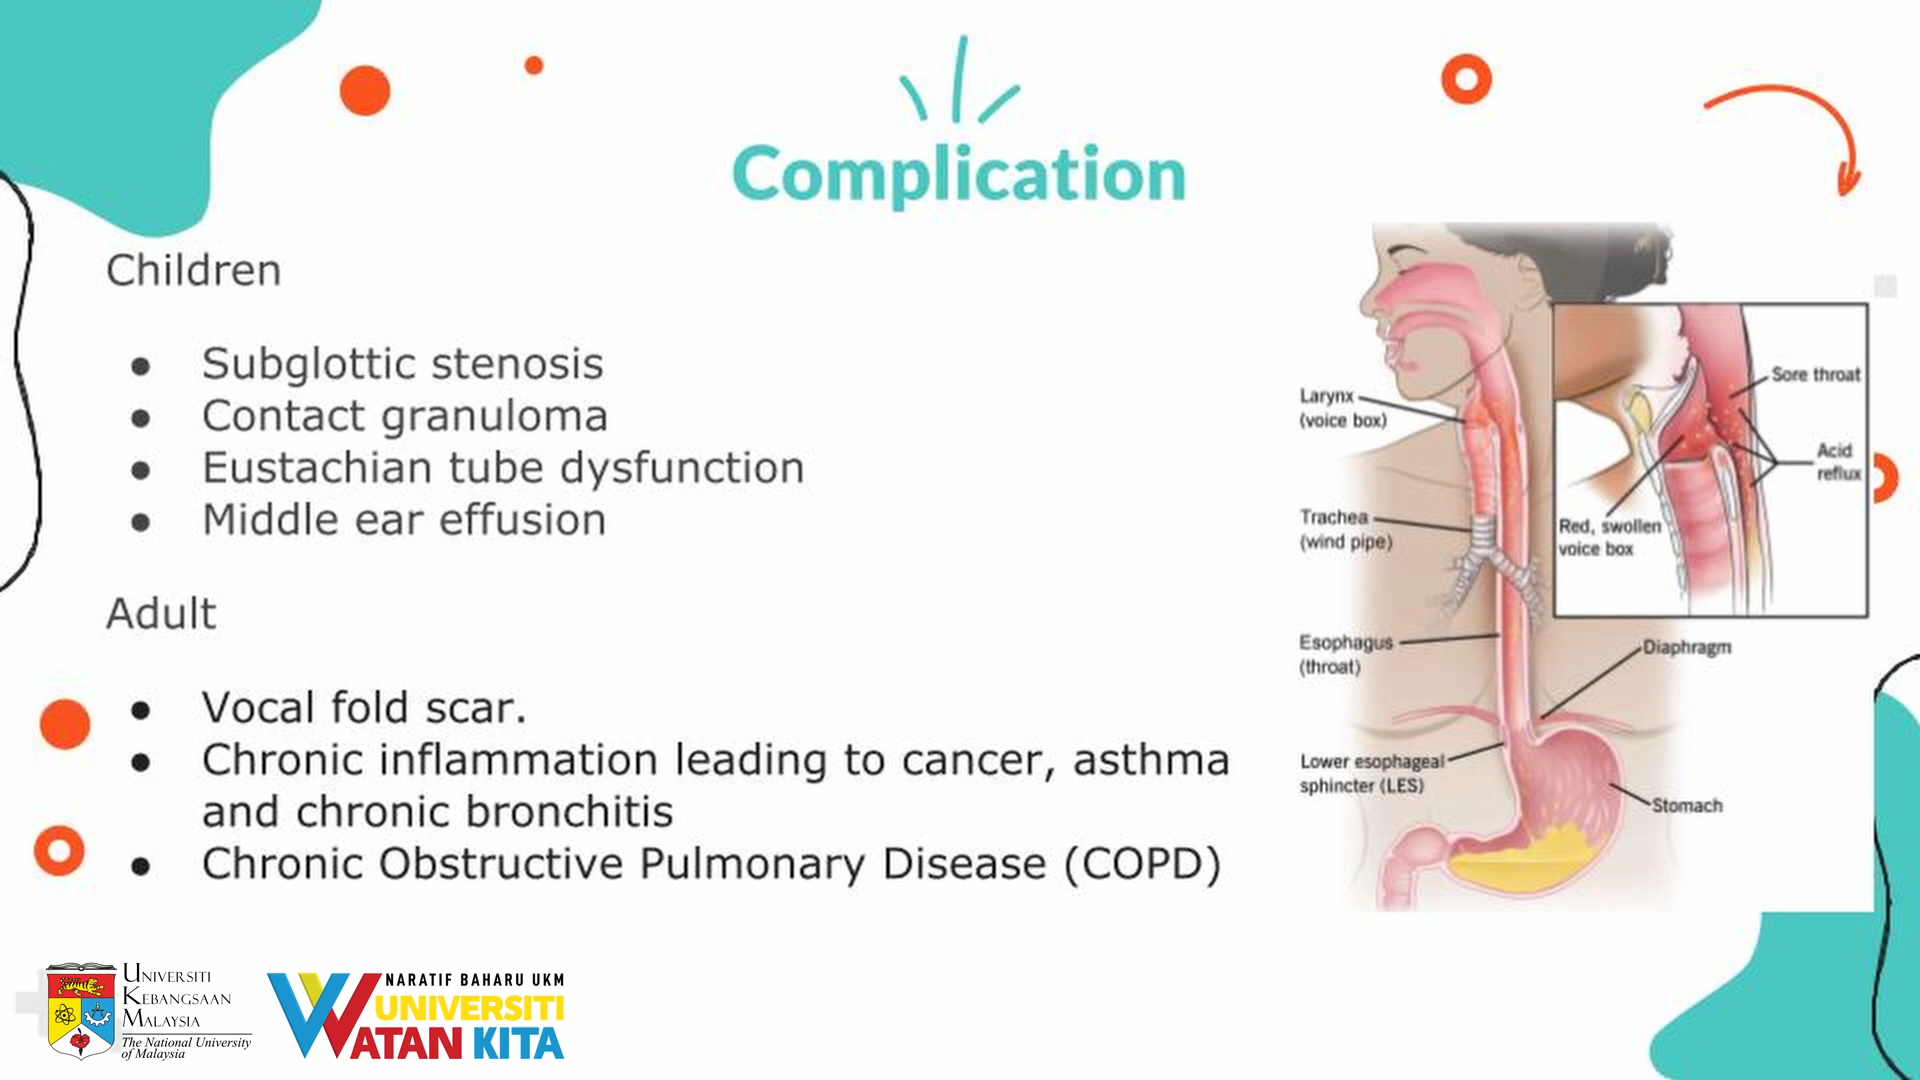 Complication
Children
● Subglottic stenosis
● Contact granuloma
● Eustachian tube dysfunction
● Middle ear effusion
Adult
● Vocal fold scar.
● Chronic inflammation leading to cancer, asthma
and chronic bronchitis
● Chronic Obstructive Pulmonary Disease (COPD)
Larynx
(voice box)
Trachea
(wind pipe)
Esophagus
(throat)
Lower esophageal
sphincter (LES)
Sore throat
Acid
reflux
Red, swollen
voice box
Diaphragm
Stomach
UNIVERSITI
KEBANGSAAN
MALAYSIA
The National University
of Malaysia
NARATIF BAHARU UKM
UNIVERSITI
WATAN KITA